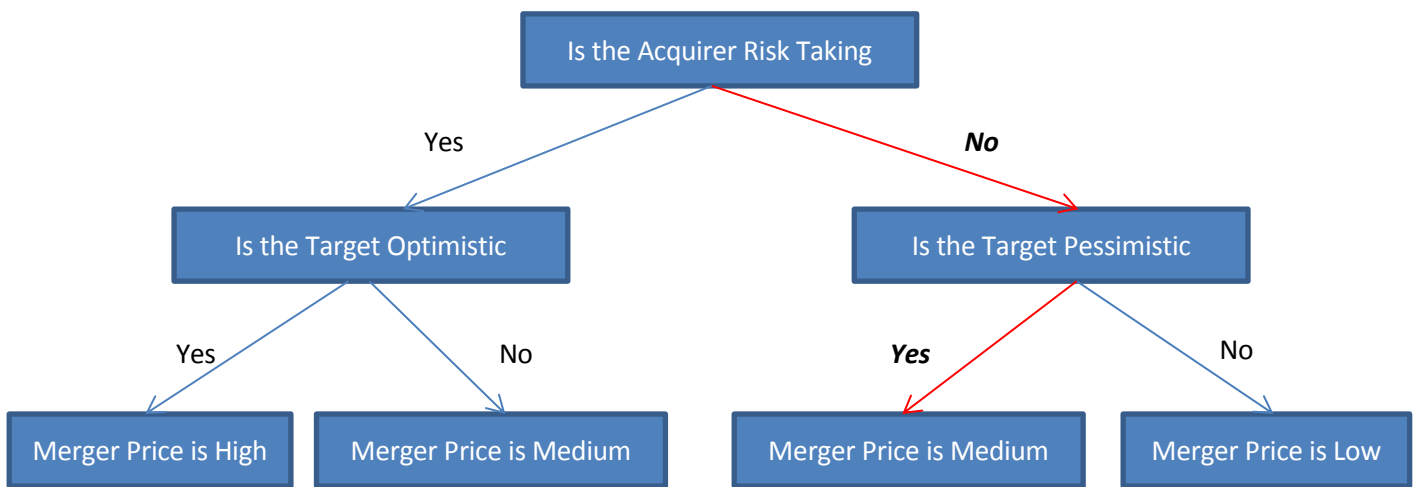 Is the Acquirer Risk Taking
Yes
No
Is the Target Optimistic
Is the Target Pessimistic
Yes
No
Yes
No
Merger Price is High
Merger Price is Medium
Merger Price is Medium
Merger Price is Low